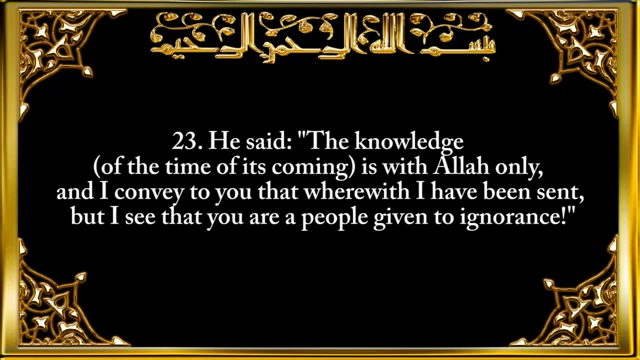 بسم الله الرحمن الرحيم
23. He said: "The knowledge
(of the time of its coming) is with Allah only,
and I convey to you that wherewith I have been sent,
but I see that you are a people given to ignorance!"